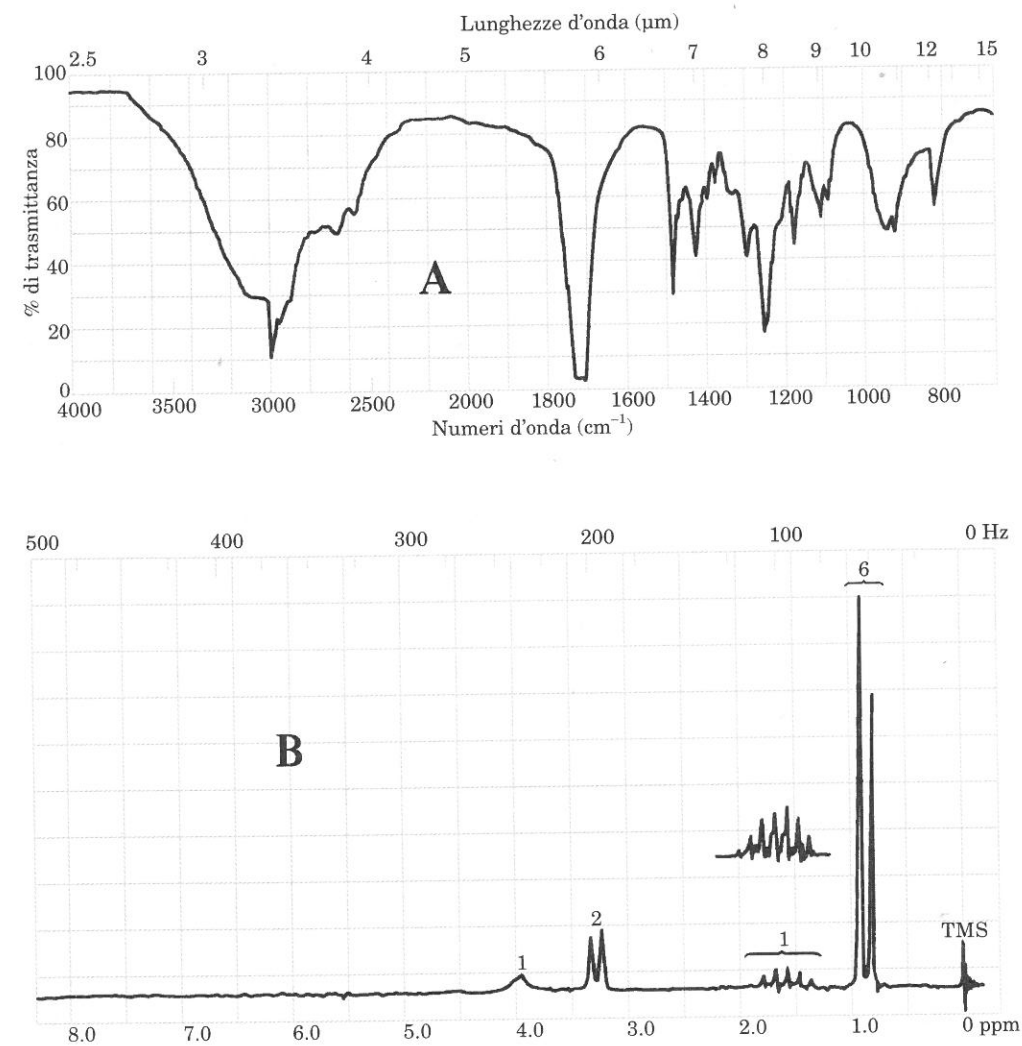 Lunghezze d'onda (µm)
2.5 3 4 5 6 7 8 9 10 12 15
100
80
60
40
20
0
% di trasmittanza
A
4000 3500 3000 2500 2000 1800 1600 1400 1200 1000 800
Numeri d'onda (cm⁻¹)
500 400 300 200 100 0 Hz
6
B
TMS
2
1
1
8.0 7.0 6.0 5.0 4.0 3.0 2.0 1.0 0 ppm